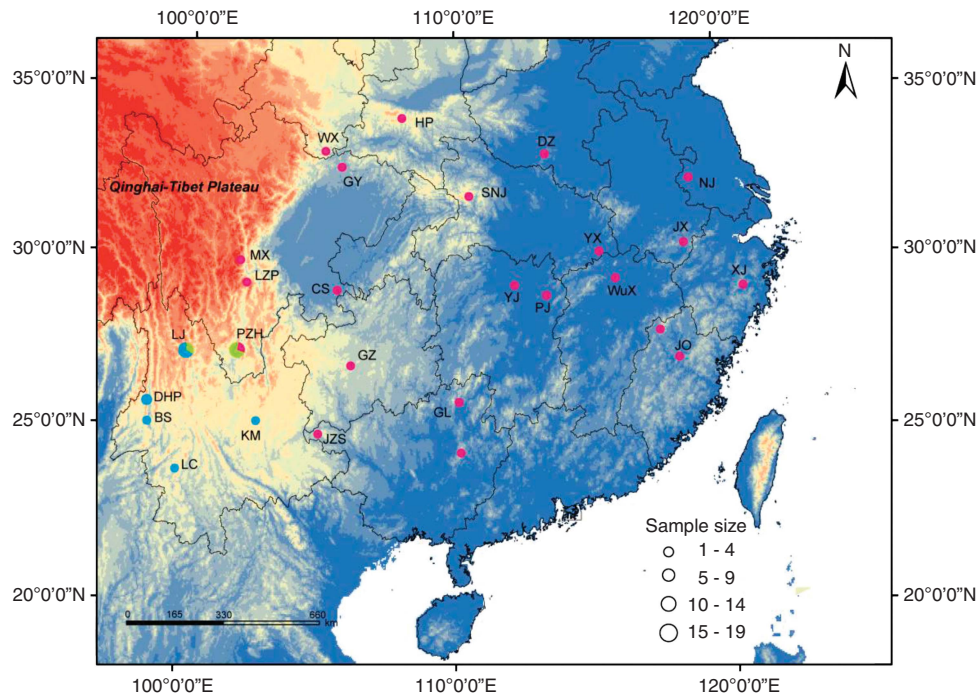 100°0'0"E 110°0'0"E 120°0'0"E
N
35°0'0"N 35°0'0"N
HP
WX
DZ
GY
NJ
Qinghai-Tibet Plateau
SNJ
JX
YX
30°0'0"N 30°0'0"N
MX
XJ
LZP
CS
WuX
YJ
PJ
LJ PZH
JO
GZ
DHP
GL
25°0'0"N 25°0'0"N
BS
KM
JZS
LC
Sample size
1 - 4
5 - 9
20°0'0"N 20°0'0"N
10 - 14
0 165 330 660
km
15 - 19
100°0'0"E 110°0'0"E 120°0'0"E